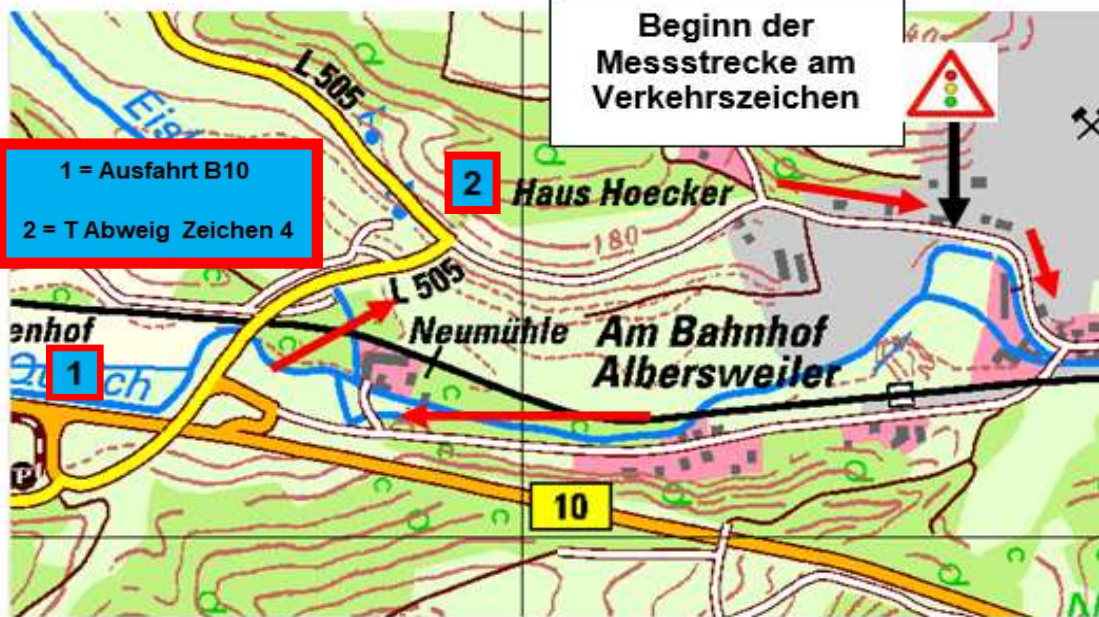 Beginn der
Messstrecke am
Verkehrszeichen
L 505
1 = Ausfahrt B10
2 = T Abweig Zeichen 4
2
Haus Hoecker
180
L 505
enhof
Neumühle
Am Bahnhof
Albersweiler
1
P
10